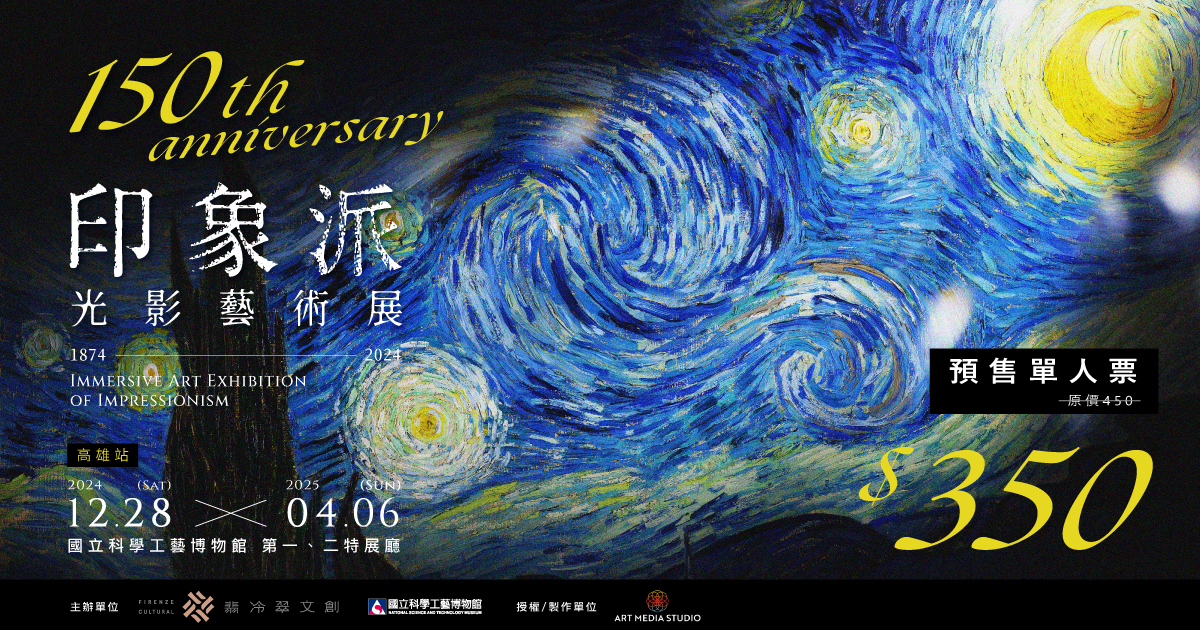 150th
anniversary
印象派
光影藝術展
1874 2024
IMMERSIVE ART EXHIBITION
OF IMPRESSIONISM
高雄站
2024 (SAT) 2025 (SUN)
12.28 04.06
國立科學工藝博物館 第一、二特展廳
預售單人票
原價450
$350
主辦單位
FIRENZE
CULTURAL
翡冷翠文創
國立科學工藝博物館
NATIONAL SCIENCE AND TECHNOLOGY MUSEUM
授權/製作單位
ART MEDIA STUDIO